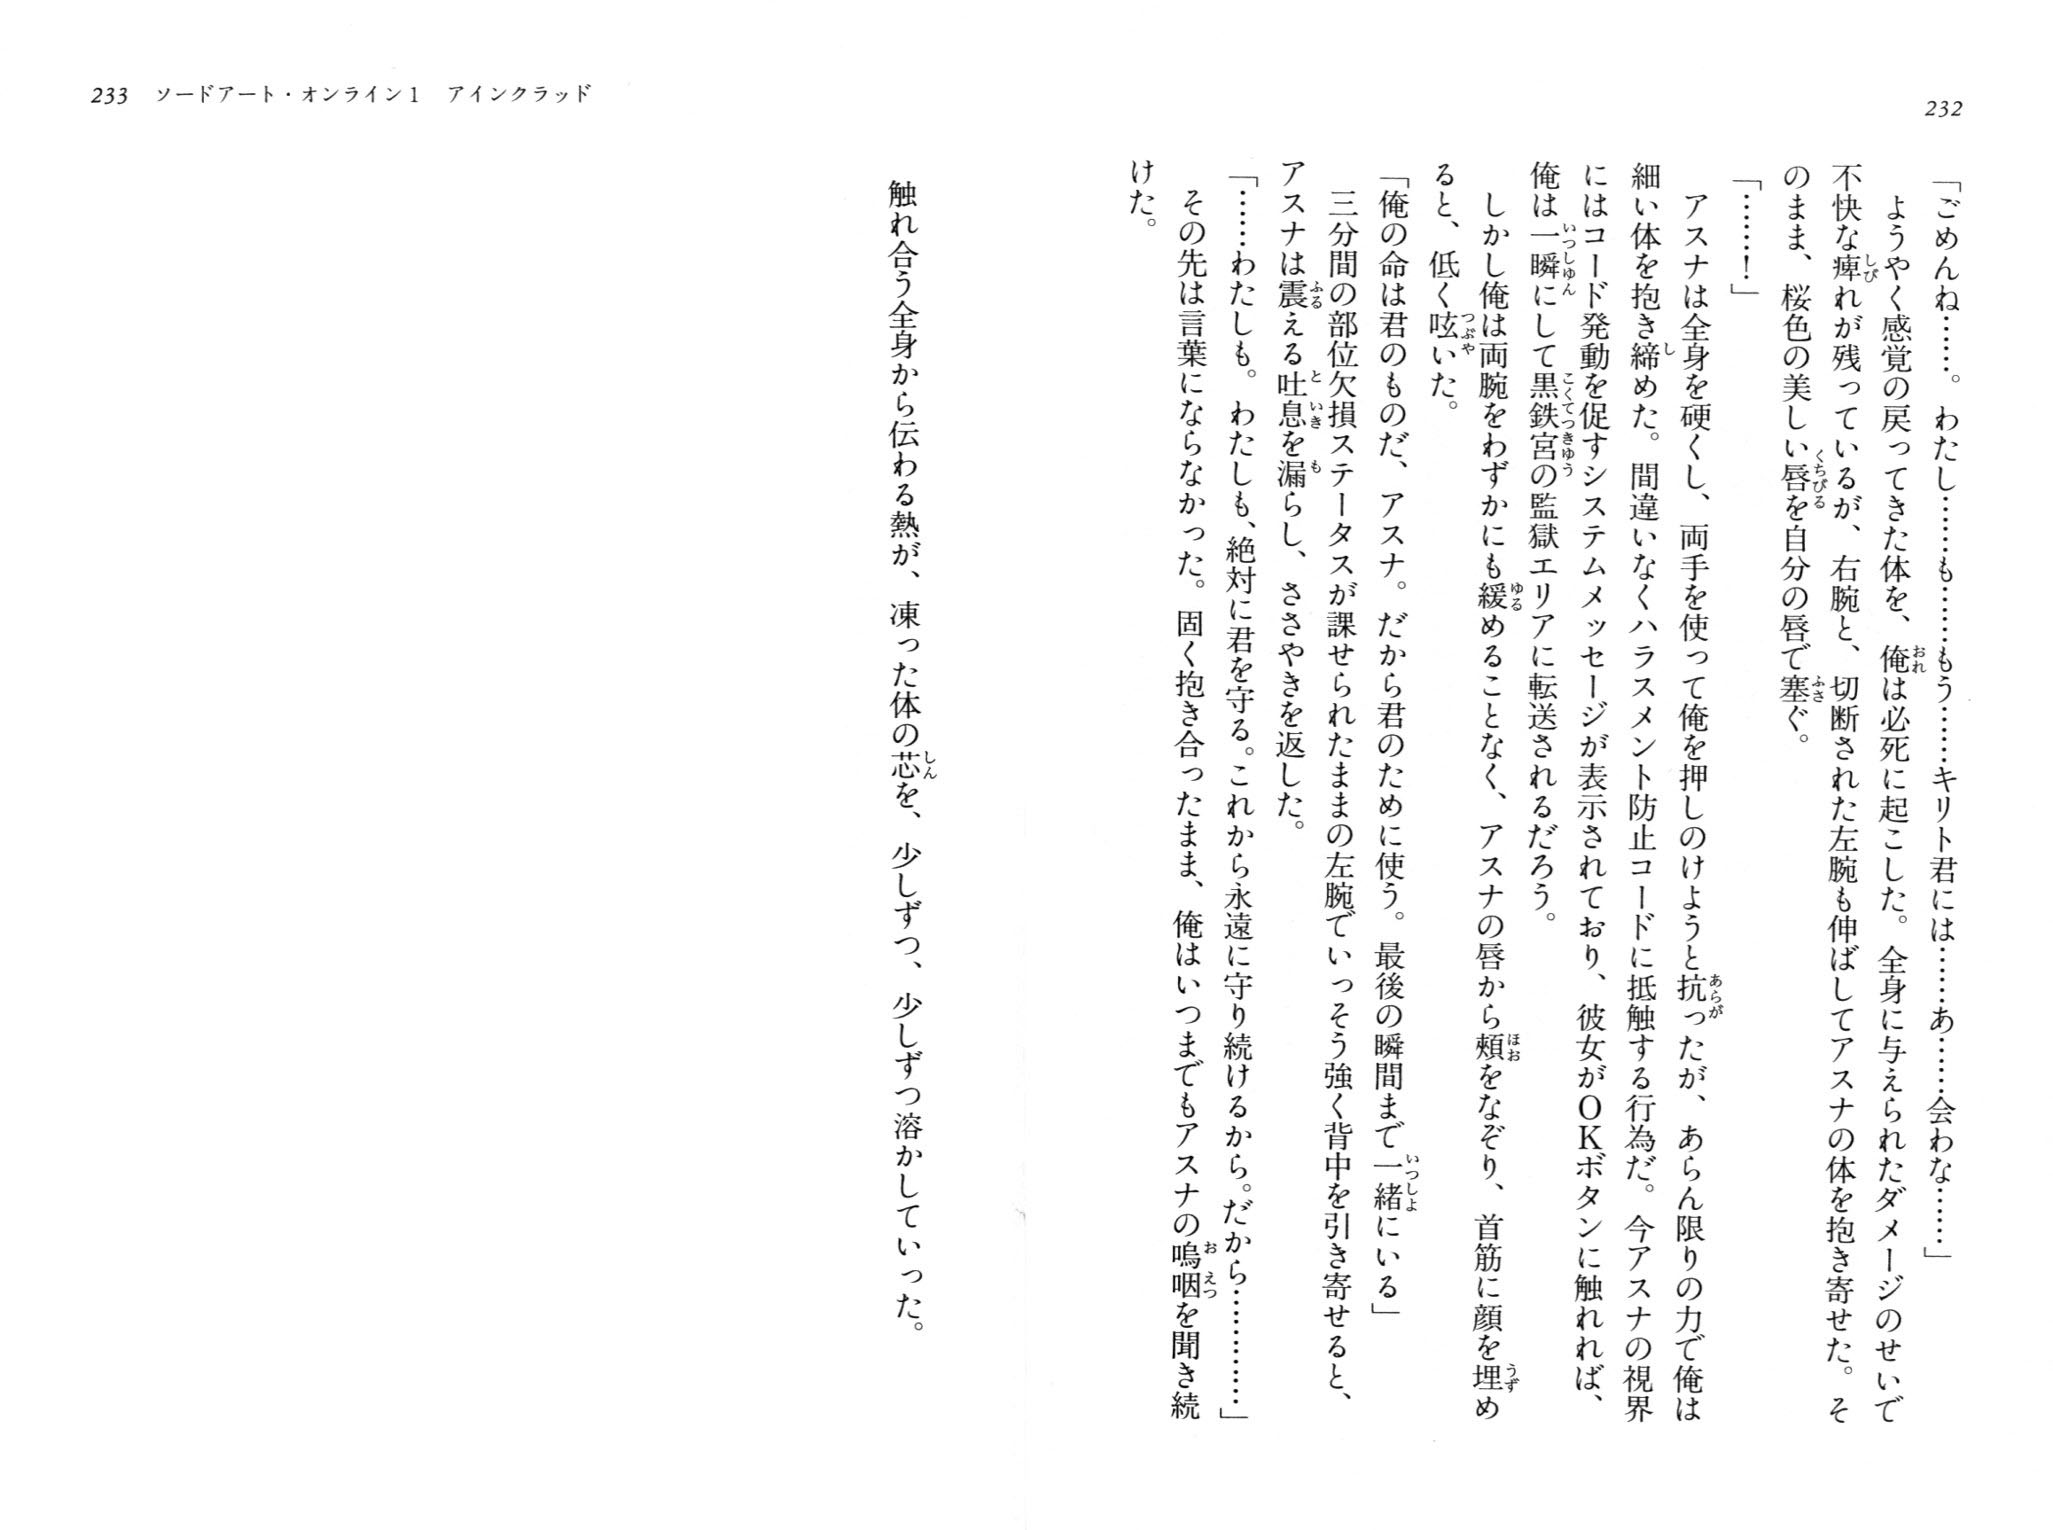 232
「ごめんね……。わたし……も……もう……キリト君には……あ……会わな……」
　ようやく感覚の戻ってきた体を、俺は必死に起こした。全身に与えられたダメージのせいで
不快な痺れが残っているが、右腕と、切断された左腕も伸ばしてアスナの体を抱き寄せた。そ
のまま、桜色の美しい唇を自分の唇で塞ぐ。
「……！」
　アスナは全身を硬くし、両手を使って俺を押しのけようと抗ったが、あらん限りの力で俺は
細い体を抱き締めた。間違いなくハラスメント防止コードに抵触する行為だ。今アスナの視界
にはコード発動を促すシステムメッセージが表示されており、彼女がＯＫボタンに触れれば、
俺は一瞬にして黒鉄宮の監獄エリアに転送されるだろう。
　しかし俺は両腕をわずかにも緩めることなく、アスナの唇から頬をなぞり、首筋に顔を埋め
ると、低く呟いた。
「俺の命は君のものだ、アスナ。だから君のために使う。最後の瞬間まで一緒にいる」
　三分間の部位欠損ステータスが課せられたままの左腕でいっそう強く背中を引き寄せると、
アスナは震える吐息を漏らし、ささやきを返した。
「……わたしも。わたしも、絶対に君を守る。これから永遠に守り続けるから。だから…………」
　その先は言葉にならなかった。固く抱き合ったまま、俺はいつまでもアスナの嗚咽を聞き続
けた。
233　ソードアート・オンライン1　アインクラッド
触れ合う全身から伝わる熱が、凍った体の芯を、少しずつ、少しずつ溶かしていった。